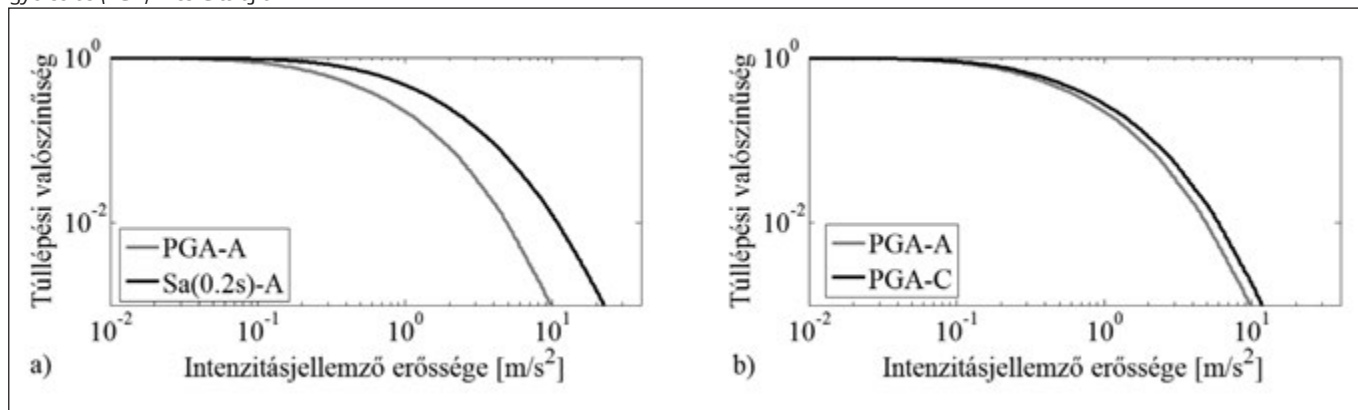 Túllépési valószínűség
10^0
10^-2
PGA-A
Sa(0.2s)-A
10^-2 10^-1 10^0 10^1
a) Intenzitásjellemző erőssége [m/s^2]
Túllépési valószínűség
10^0
10^-2
PGA-A
PGA-C
10^-2 10^-1 10^0 10^1
b) Intenzitásjellemző erőssége [m/s^2]